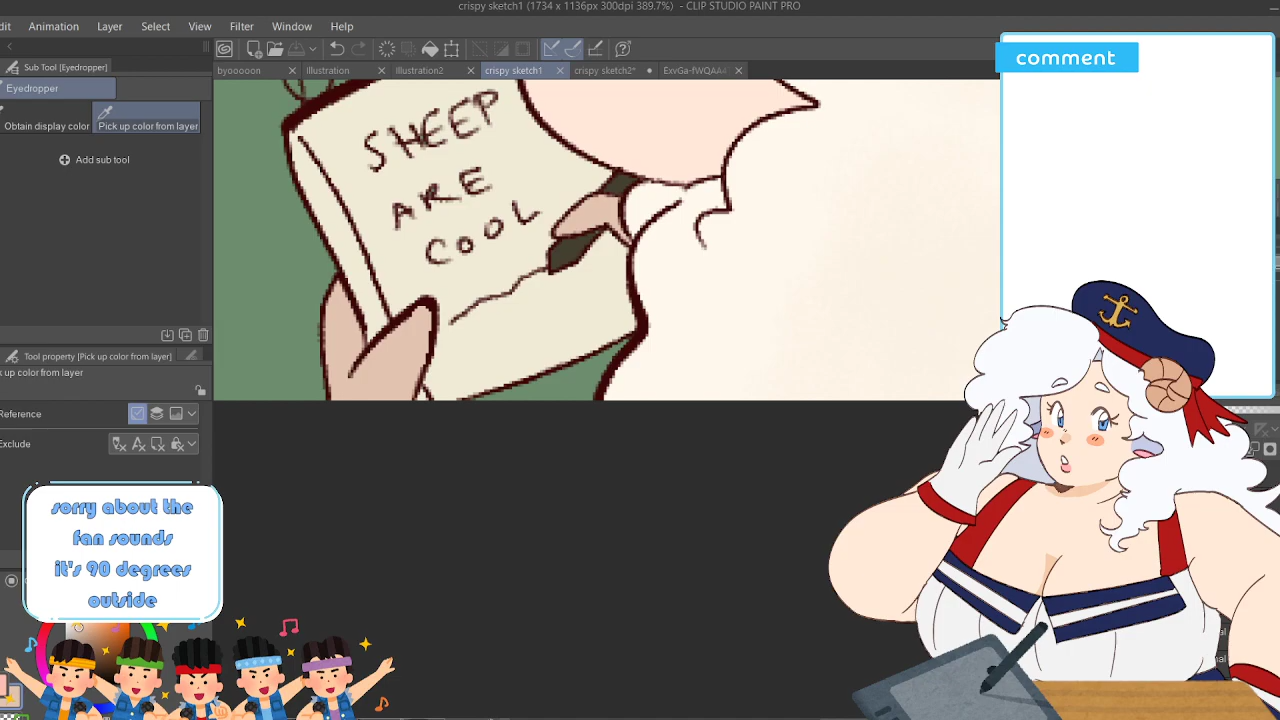 crispy sketch1 (1734 x 1136px 300dpi 389.7%) - CLIP STUDIO PAINT PRO
dit Animation Layer Select View Filter Window Help
Sub Tool [Eyedropper]
byooooon Illustration Illustration2 crispy sketch1 crispy sketch2*
Eyedropper
Obtain display color Pick up color from layer
Add sub tool
Tool property [Pick up color from layer]
up color from layer
Reference
Exclude
SHEEP
ARE
COOL
comment
sorry about the
fan sounds
it's 90 degrees
outside